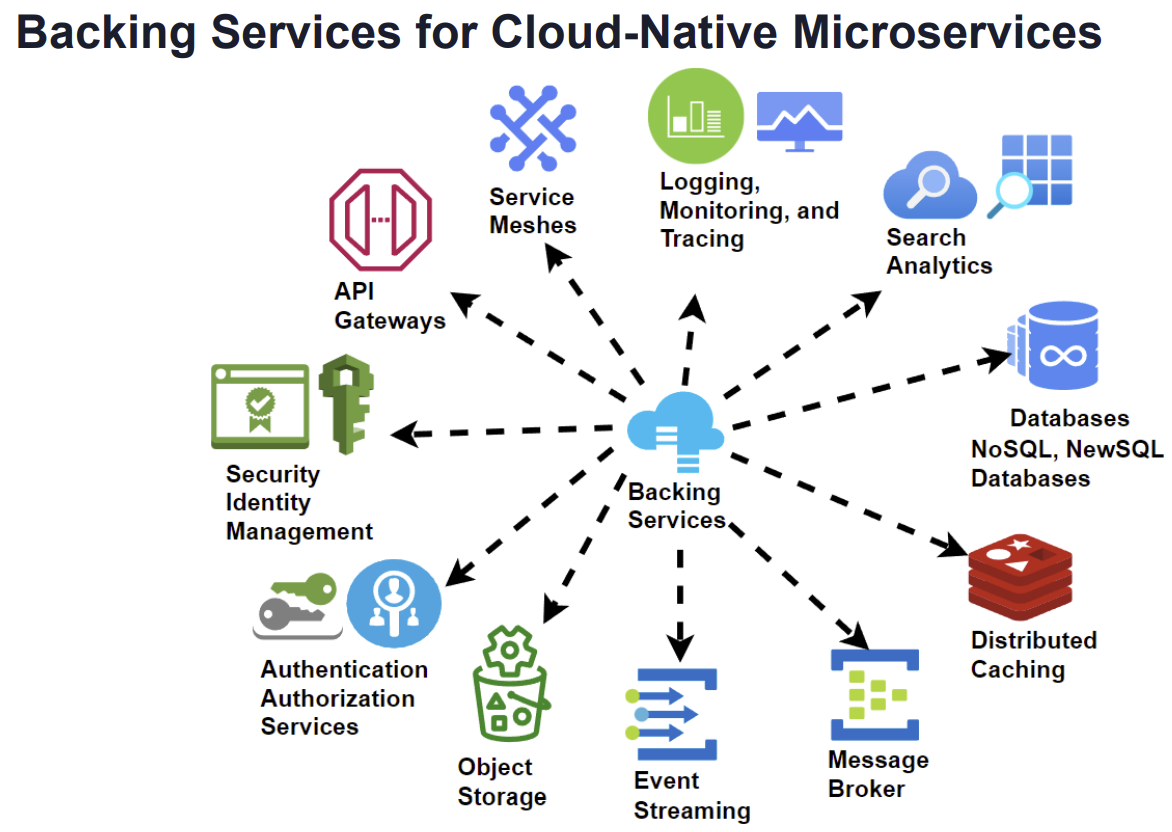 Backing Services for Cloud-Native Microservices
Service
Meshes
Logging,
Monitoring, and
Tracing
Search
Analytics
API
Gateways
Databases
NoSQL, NewSQL
Databases
Security
Identity
Management
Backing
Services
Distributed
Caching
Authentication
Authorization
Services
Object
Storage
Event
Streaming
Message
Broker